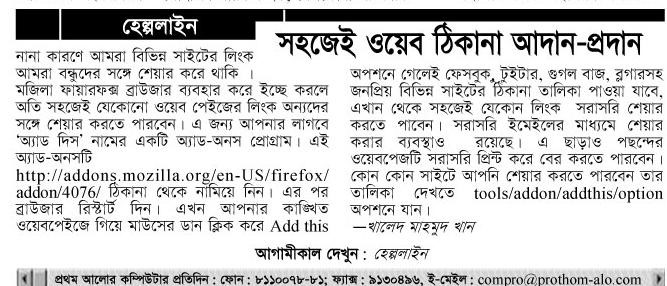 হেল্পলাইন
সহজেই ওয়েব ঠিকানা আদান-প্রদান
নানা কারণে আমরা বিভিন্ন সাইটের লিংক
আমরা বন্ধুদের সঙ্গে শেয়ার করে থাকি ।
মজিলা ফায়ারফক্স ব্রাউজার ব্যবহার করে ইচ্ছে করলে
অতি সহজেই যেকোনো ওয়েব পেইজের লিংক অন্যদের
সঙ্গে শেয়ার করতে পারবেন। এ জন্য আপনার লাগবে
‘অ্যাড দিস’ নামের একটি অ্যাড-অনস প্রোগ্রাম। এই
অ্যাড-অনসটি
http://addons.mozilla.org/en-US/firefox/
addon/4076/ ঠিকানা থেকে নামিয়ে নিন। এর পর
ব্রাউজার রিস্টার্ট দিন। এখন আপনার কাঙ্খিত
ওয়েবপেইজে গিয়ে মাউসের ডান ক্লিক করে Add this
অপশনে গেলেই ফেসবুক, টুইটার, গুগল বাজ, ব্লগারসহ
জনপ্রিয় বিভিন্ন সাইটের ঠিকানা তালিকা পাওয়া যাবে,
এখান থেকে সহজেই যেকোন লিংক সরাসরি শেয়ার
করতে পাবেন। সরাসরি ইমেইলের মাধ্যমে শেয়ার
করার ব্যবস্থাও রয়েছে। এ ছাড়াও পছন্দের
ওয়েবপেজটি সরাসরি প্রিন্ট করে বের করতে পারবেন।
কোন কোন সাইটে আপনি শেয়ার করতে পারবেন তার
তালিকা দেখতে tools/addon/addthis/option
অপশনে যান।
—খালেদ মাহমুদ খান
আগামীকাল দেখুন : হেল্পলাইন
প্রথম আলোর কম্পিউটার প্রতিদিন : ফোন : ৮১১০০৭৮-৮১; ফ্যাক্স : ৯১৩০৪৯৬, ই-মেইল : compro@prothom-alo.com